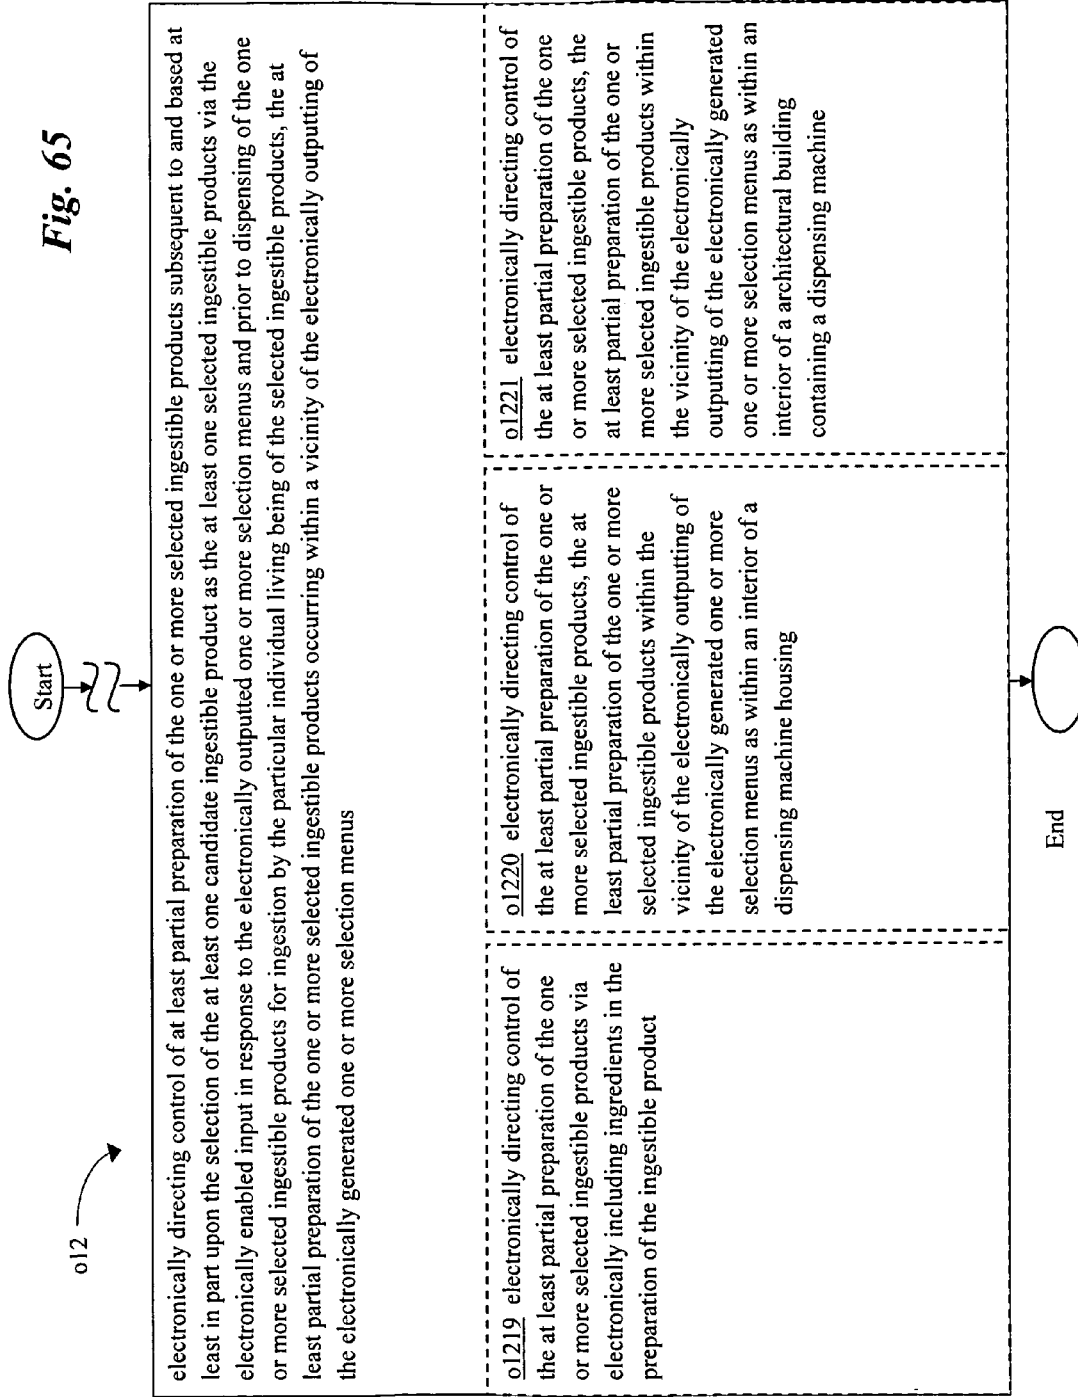 Fig. 65
o12
Start
electronically directing control of at least partial preparation of the one or more selected ingestible products subsequent to and based at
least in part upon the selection of the at least one candidate ingestible product as the at least one selected ingestible products via the
electronically enabled input in response to the electronically outputted one or more selection menus and prior to dispensing of the one
or more selected ingestible products for ingestion by the particular individual living being of the selected ingestible products, the at
least partial preparation of the one or more selected ingestible products occurring within a vicinity of the electronically outputing of
the electronically generated one or more selection menus
o1219 electronically directing control of
the at least partial preparation of the one
or more selected ingestible products via
electronically including ingredients in the
preparation of the ingestible product
o1220 electronically directing control of
the at least partial preparation of the one or
more selected ingestible products, the at
least partial preparation of the one or more
selected ingestible products within the
vicinity of the electronically outputing of
the electronically generated one or more
selection menus as within an interior of a
dispensing machine housing
o1221 electronically directing control of
the at least partial preparation of the one
or more selected ingestible products, the
at least partial preparation of the one or
more selected ingestible products within
the vicinity of the electronically
outputing of the electronically generated
one or more selection menus as within an
interior of a architectural building
containing a dispensing machine
End